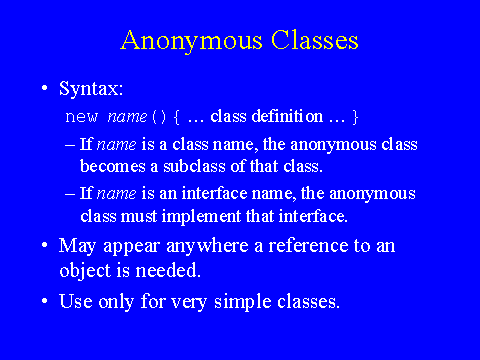 Anonymous Classes
• Syntax:
new name(){ … class definition … }
– If name is a class name, the anonymous class
becomes a subclass of that class.
– If name is an interface name, the anonymous
class must implement that interface.
• May appear anywhere a reference to an
object is needed.
• Use only for very simple classes.